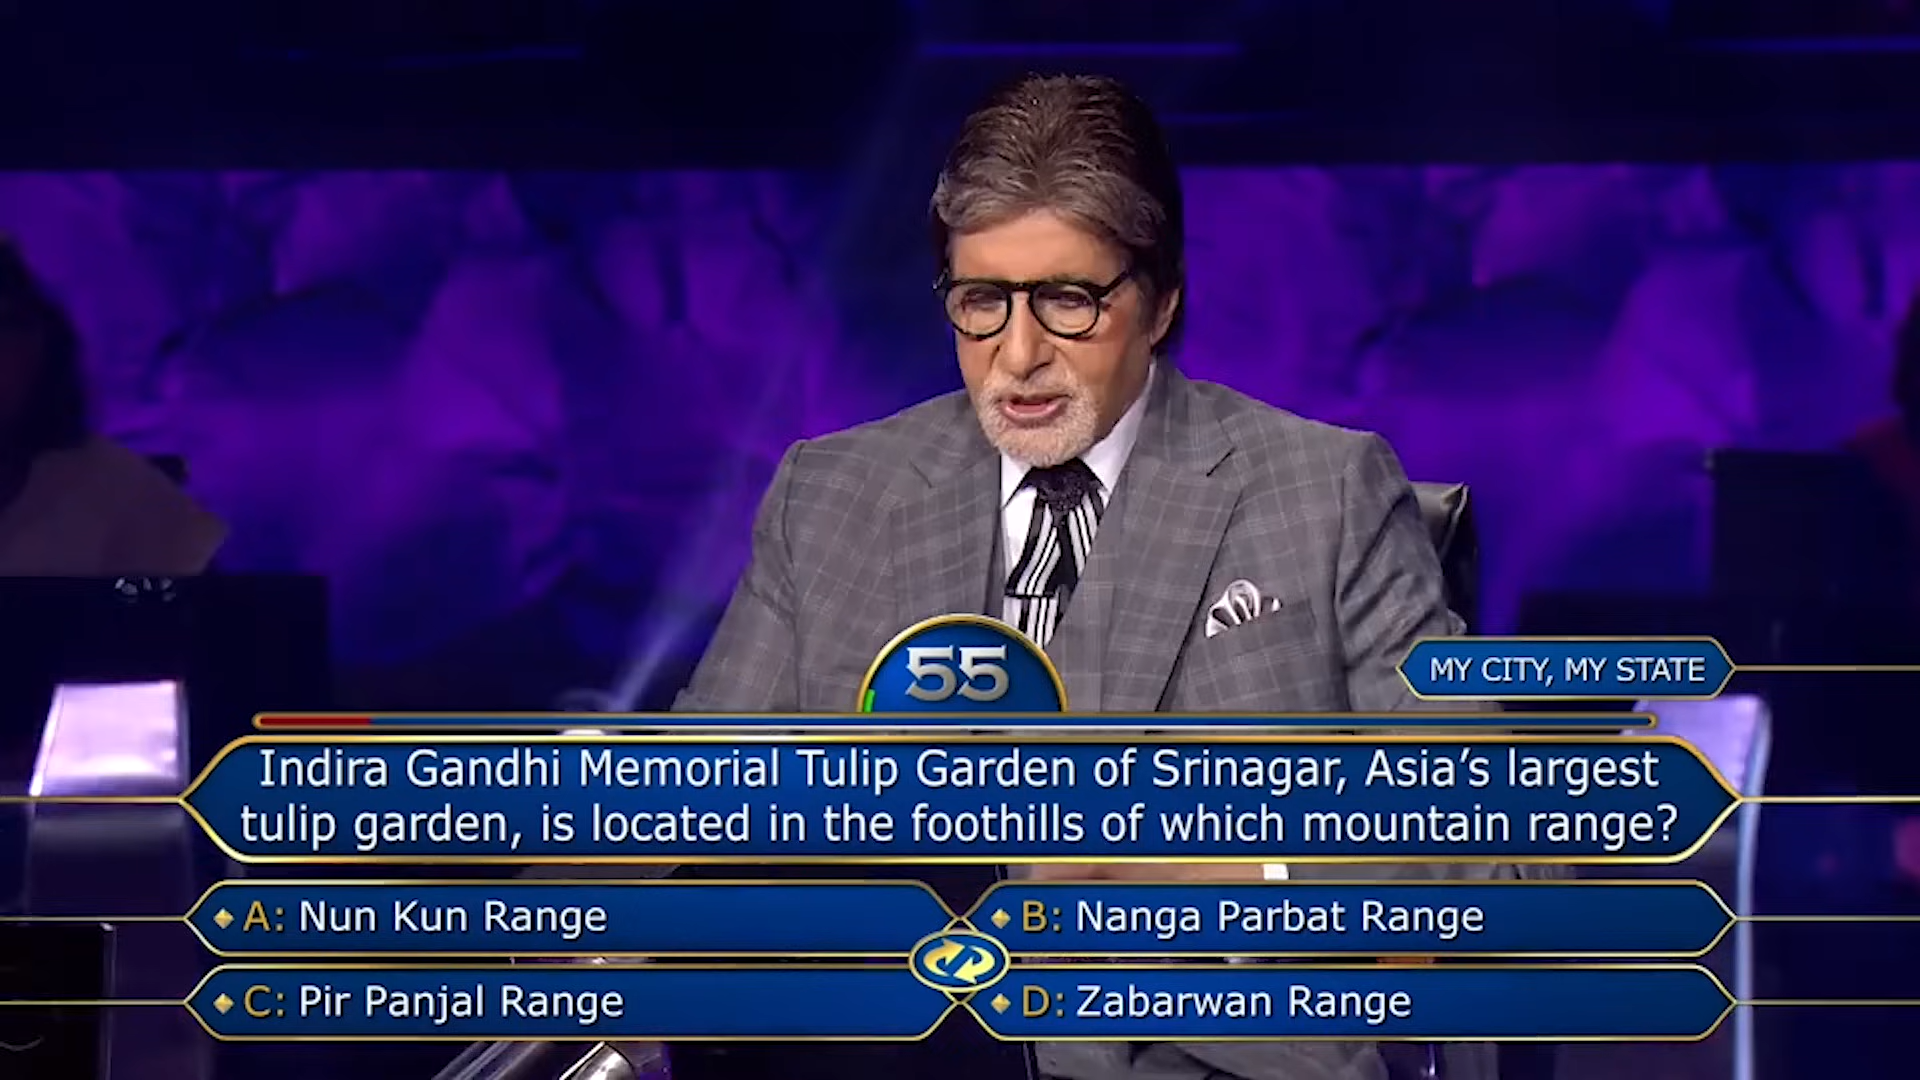 55
MY CITY, MY STATE
Indira Gandhi Memorial Tulip Garden of Srinagar, Asia’s largest
tulip garden, is located in the foothills of which mountain range?
A: Nun Kun Range
B: Nanga Parbat Range
C: Pir Panjal Range
D: Zabarwan Range